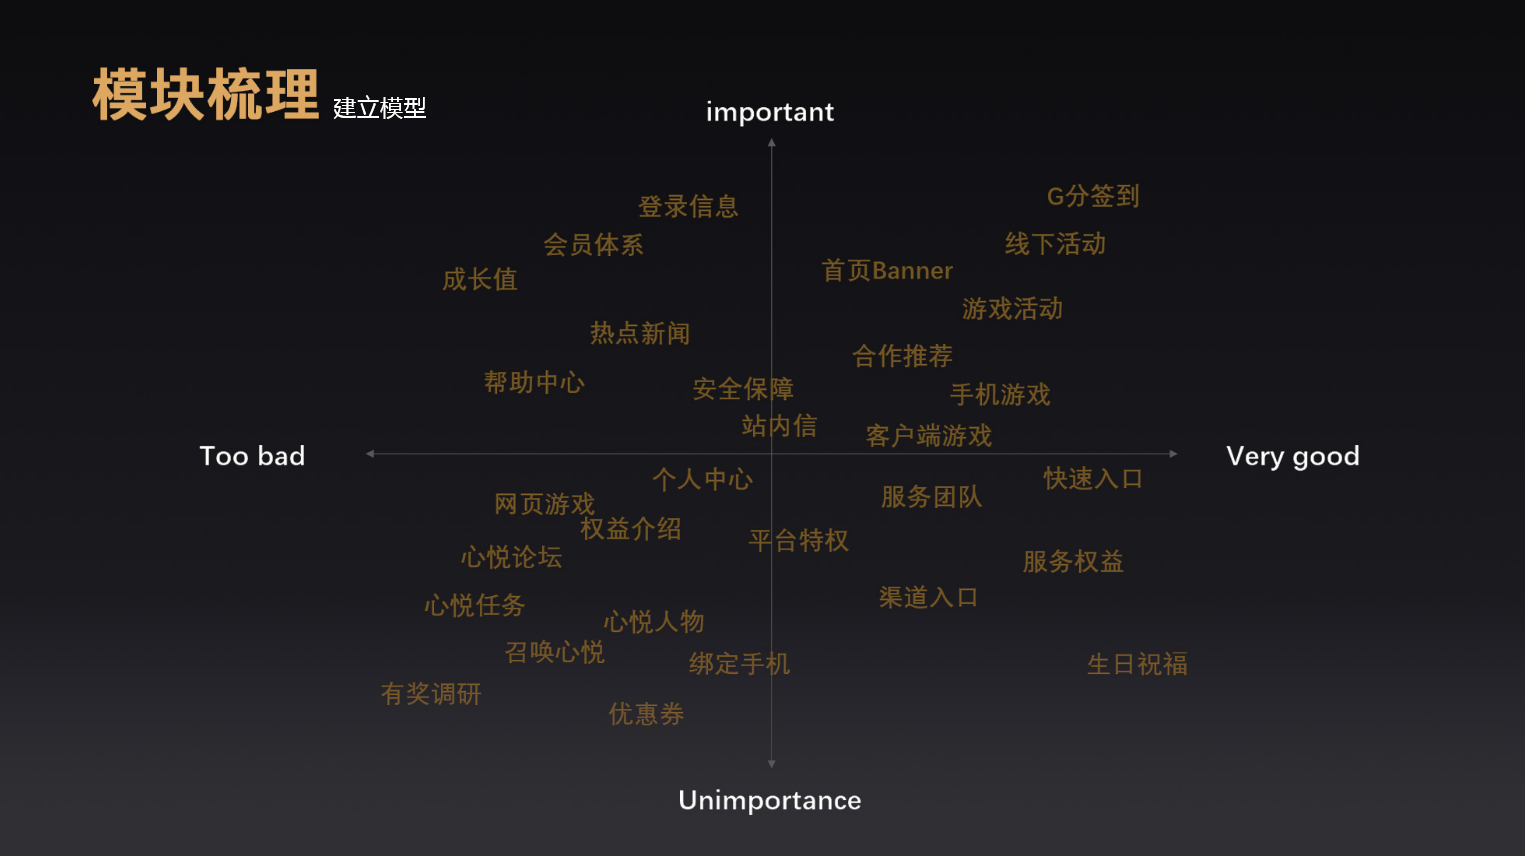 模块梳理 建立模型
important
登录信息
G分签到
会员体系
线下活动
成长值
首页Banner
游戏活动
热点新闻
合作推荐
帮助中心
安全保障
手机游戏
站内信
客户端游戏
Too bad
Very good
个人中心
快速入口
网页游戏
服务团队
权益介绍
平台特权
心悦论坛
服务权益
心悦任务
渠道入口
心悦人物
召唤心悦
绑定手机
生日祝福
有奖调研
优惠券
Unimportance